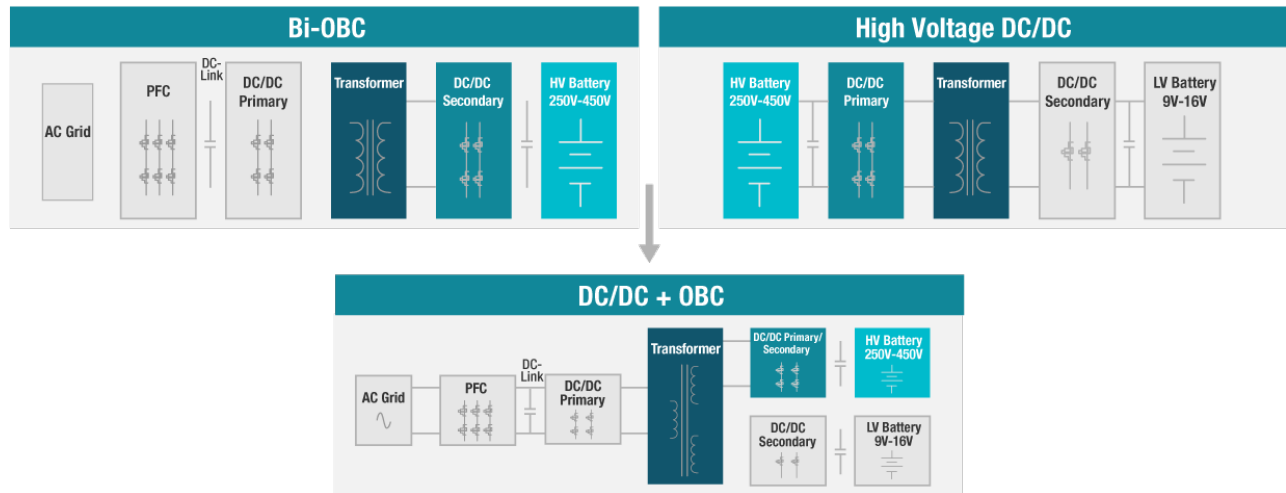 Bi-OBC
AC Grid
PFC
DC-
Link
DC/DC
Primary
Transformer
DC/DC
Secondary
HV Battery
250V-450V
High Voltage DC/DC
HV Battery
250V-450V
DC/DC
Primary
Transformer
DC/DC
Secondary
LV Battery
9V-16V
DC/DC + OBC
AC Grid
PFC
DC-
Link
DC/DC
Primary
Transformer
DC/DC Primary/
Secondary
HV Battery
250V-450V
DC/DC
Secondary
LV Battery
9V-16V